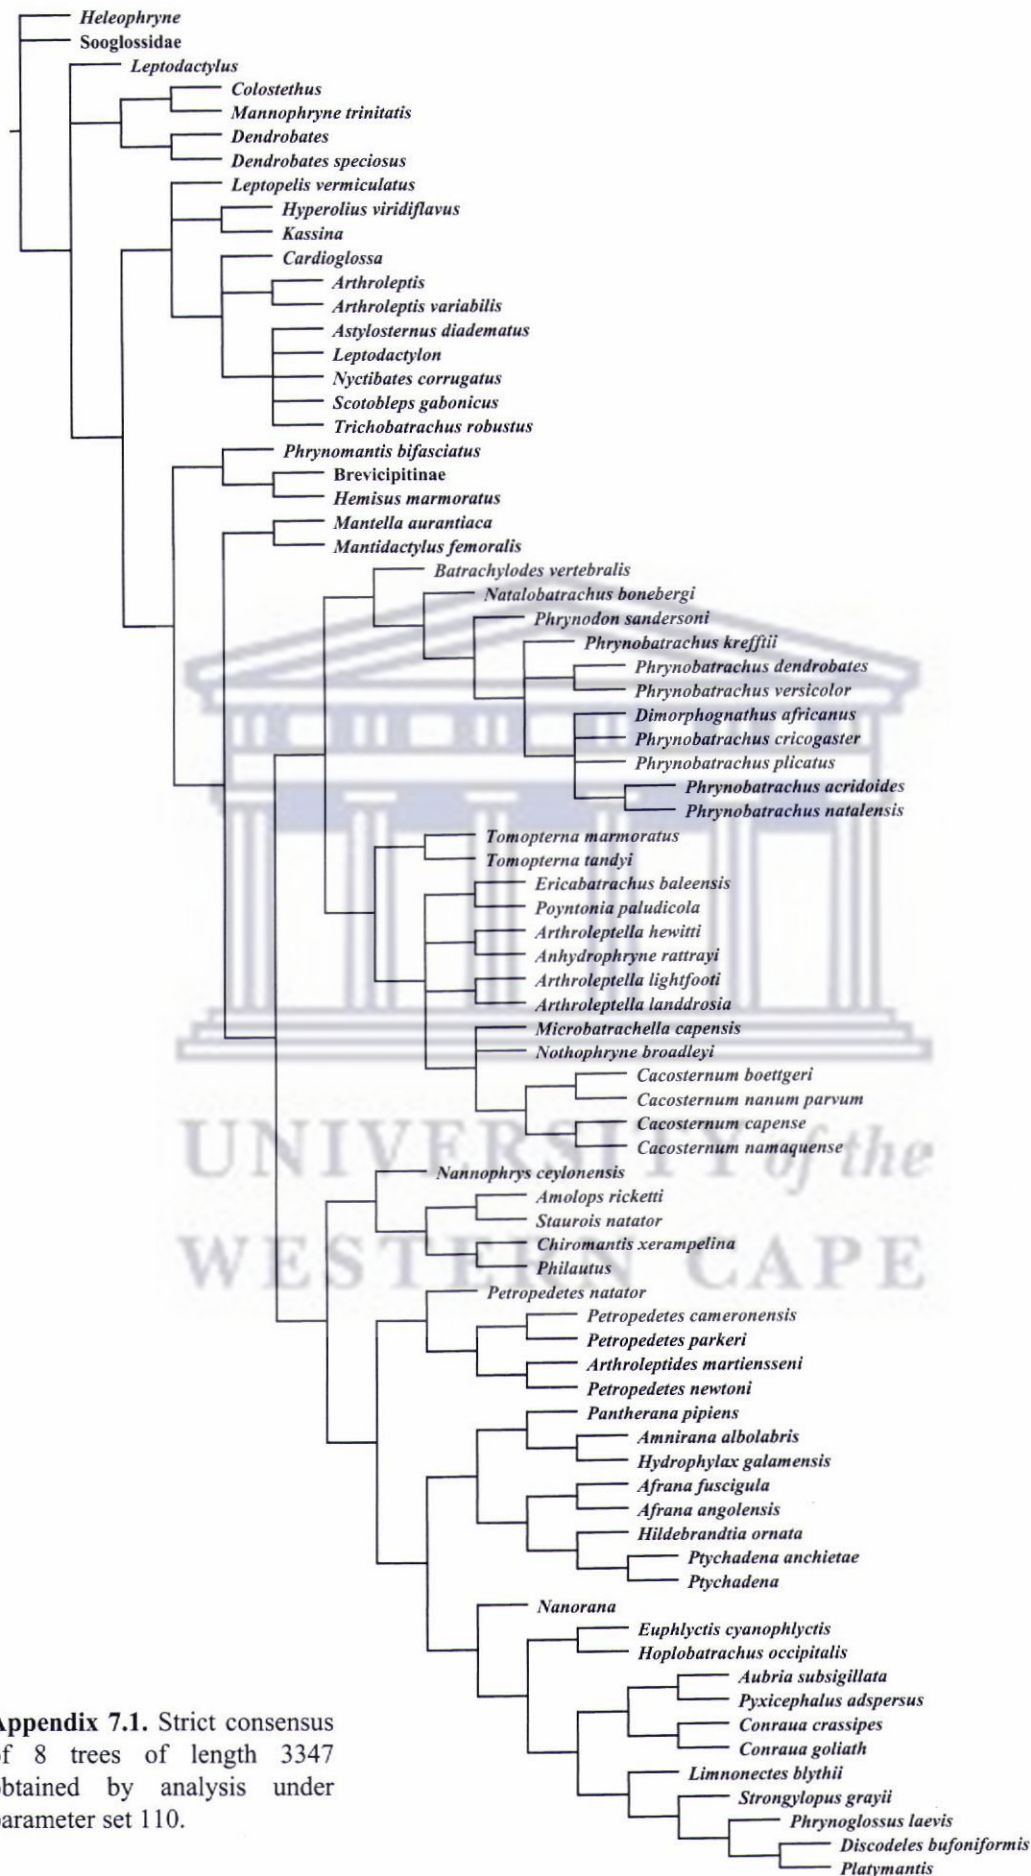 Heleophryne
Sooglossidae
Leptodactylus
Colostethus
Mannophryne trinitatis
Dendrobates
Dendrobates speciosus
Leptopelis vermiculatus
Hyperolius viridiflavus
Kassina
Cardioglossa
Arthroleptis
Arthroleptis variabilis
Astylosternus diadematus
Leptodactylon
Nyctibates corrugatus
Scotobleps gabonicus
Trichobatrachus robustus
Phrynomantis bifasciatus
Brevicipitinae
Hemisus marmoratus
Mantella aurantiaca
Mantidactylus femoralis
Batrachylodes vertebralis
Natalobatrachus bonebergi
Phrynodon sandersoni
Phrynobatrachus krefftii
Phrynobatrachus dendrobates
Phrynobatrachus versicolor
Dimorphognathus africanus
Phrynobatrachus cricogaster
Phrynobatrachus plicatus
Phrynobatrachus acridoides
Phrynobatrachus natalensis
Tomopterna marmoratus
Tomopterna tandyi
Ericabatrachus baleensis
Poyntonia paludicola
Arthroleptella hewitti
Anhydrophryne rattrayi
Arthroleptella lightfooti
Arthroleptella landdrosia
Microbatrachella capensis
Nothophryne broadleyi
Cacosternum boettgeri
Cacosternum nanum parvum
Cacosternum capense
Cacosternum namaquense
UNIVERSITY of the
Nannophrys ceylonensis
Amolops ricketti
Staurois natator
Chiromantis xerampelina
WESTERN CAPE
Philautus
Petropedetes natator
Petropedetes cameronensis
Petropedetes parkeri
Arthroleptides martiensseni
Petropedetes newtoni
Pantherana pipiens
Amnirana albolabris
Hydrophylax galamensis
Afrana fuscigula
Afrana angolensis
Hildebrandtia ornata
Ptychadena anchietae
Ptychadena
Nanorana
Euphlyctis cyanophlyctis
Hoplobatrachus occipitalis
Aubria subsigillata
Pyxicephalus adspersus
Conraua crassipes
Conraua goliath
Limnonectes blythii
Strongylopus grayii
Phrynoglossus laevis
Discodeles bufoniformis
Platymantis
Appendix 7.1. Strict consensus
of 8 trees of length 3347
obtained by analysis under
parameter set 110.